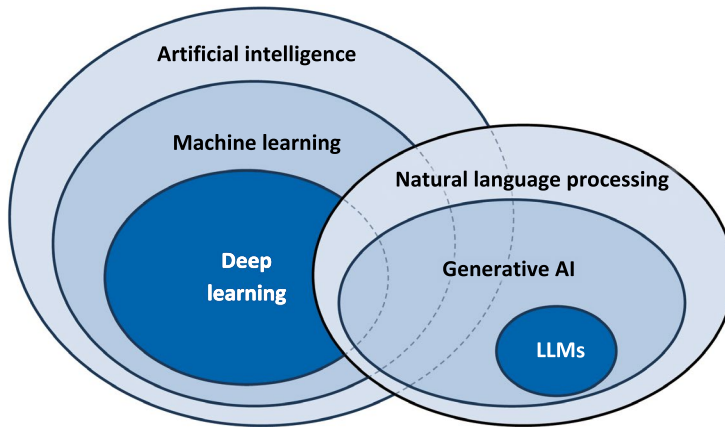 Artificial intelligence
Machine learning
Natural language processing
Deep
learning
Generative AI
LLMs